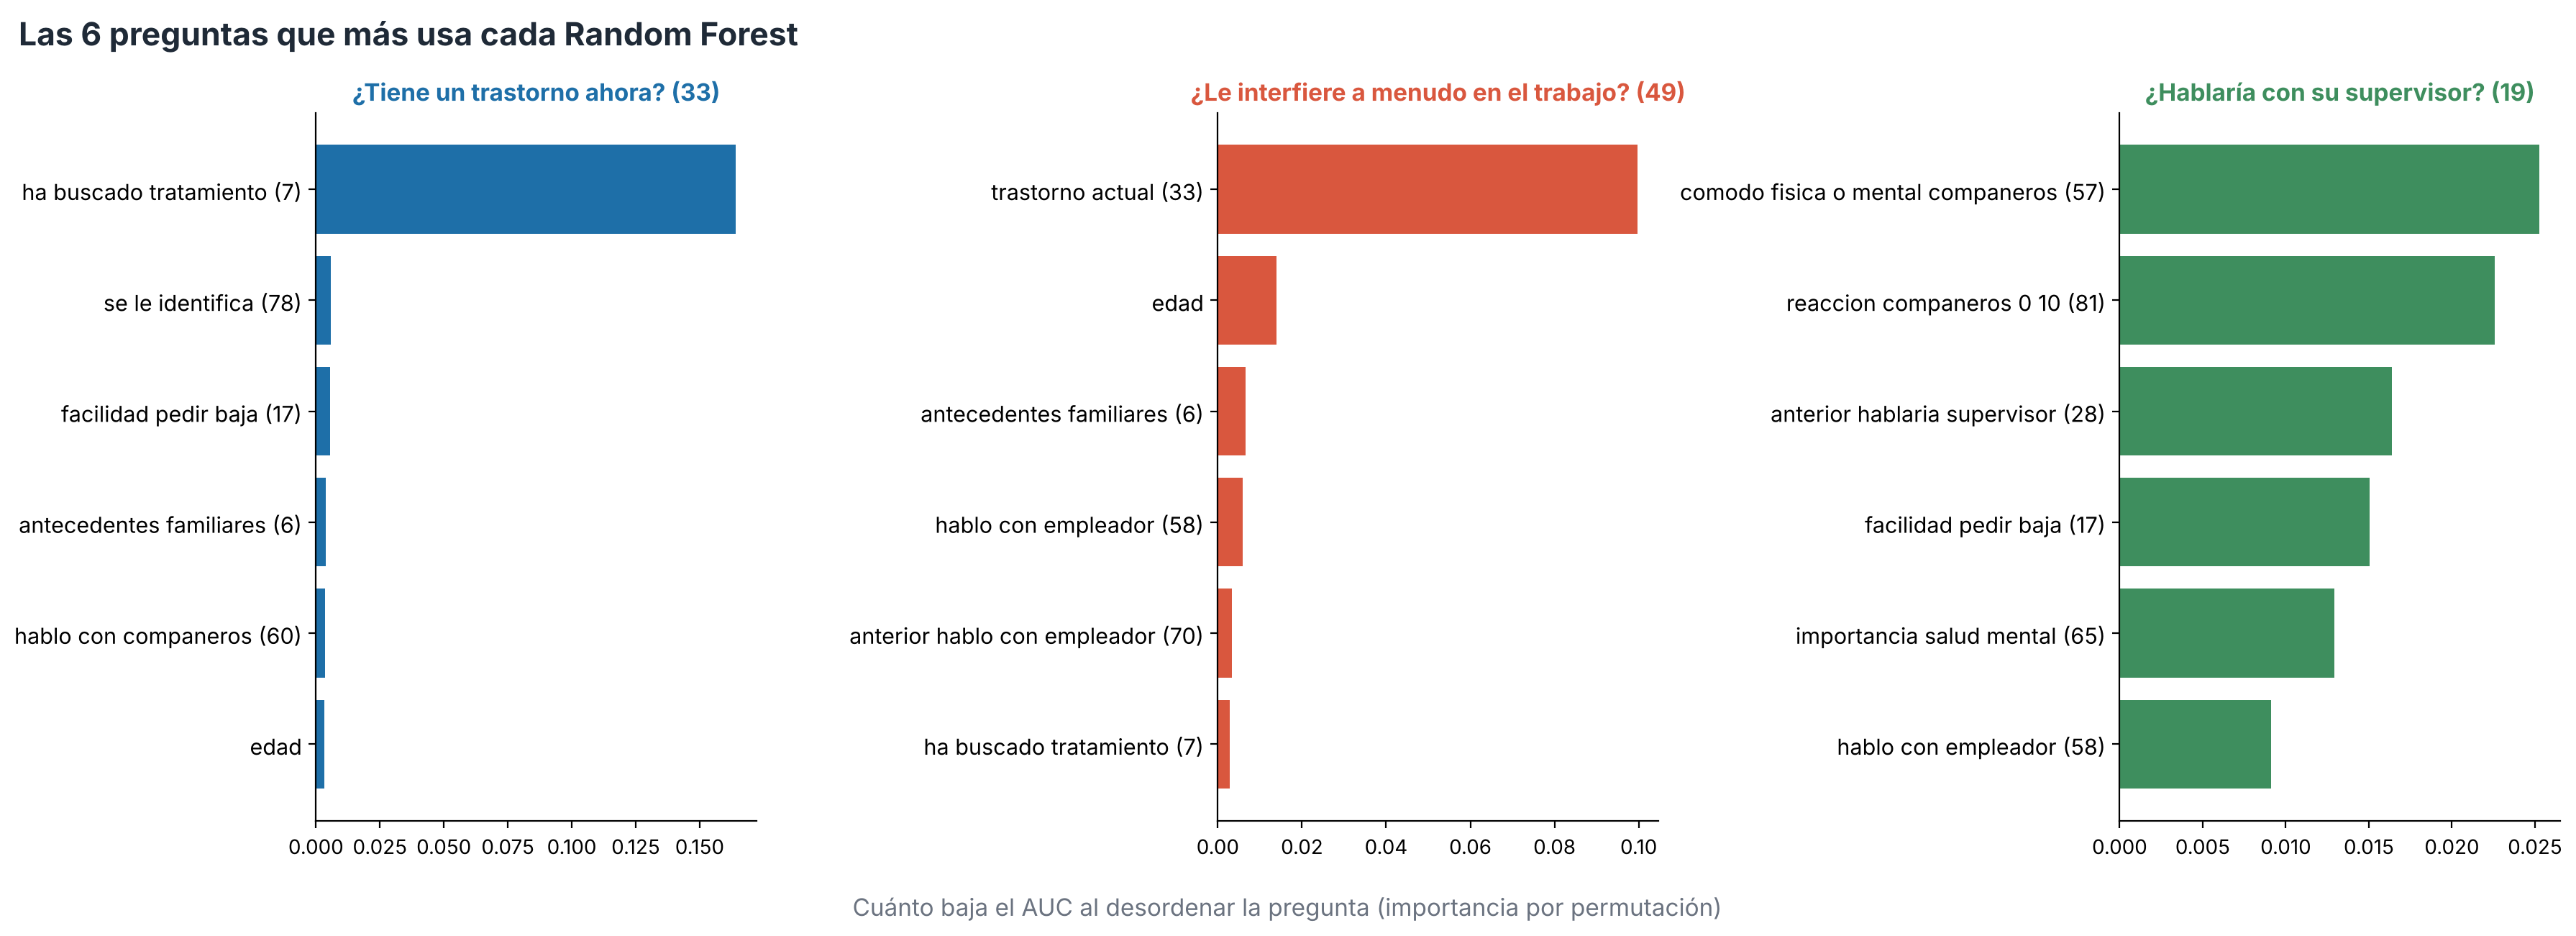 Las 6 preguntas que más usa cada Random Forest
¿Tiene un trastorno ahora? (33)
ha buscado tratamiento (7)
se le identifica (78)
facilidad pedir baja (17)
antecedentes familiares (6)
hablo con companeros (60)
edad
0.000 0.025 0.050 0.075 0.100 0.125 0.150
¿Le interfiere a menudo en el trabajo? (49)
trastorno actual (33)
edad
antecedentes familiares (6)
hablo con empleador (58)
anterior hablo con empleador (70)
ha buscado tratamiento (7)
0.00 0.02 0.04 0.06 0.08 0.10
¿Hablaría con su supervisor? (19)
comodo fisica o mental companeros (57)
reaccion companeros 0 10 (81)
anterior hablaria supervisor (28)
facilidad pedir baja (17)
importancia salud mental (65)
hablo con empleador (58)
0.000 0.005 0.010 0.015 0.020 0.025
Cuánto baja el AUC al desordenar la pregunta (importancia por permutación)